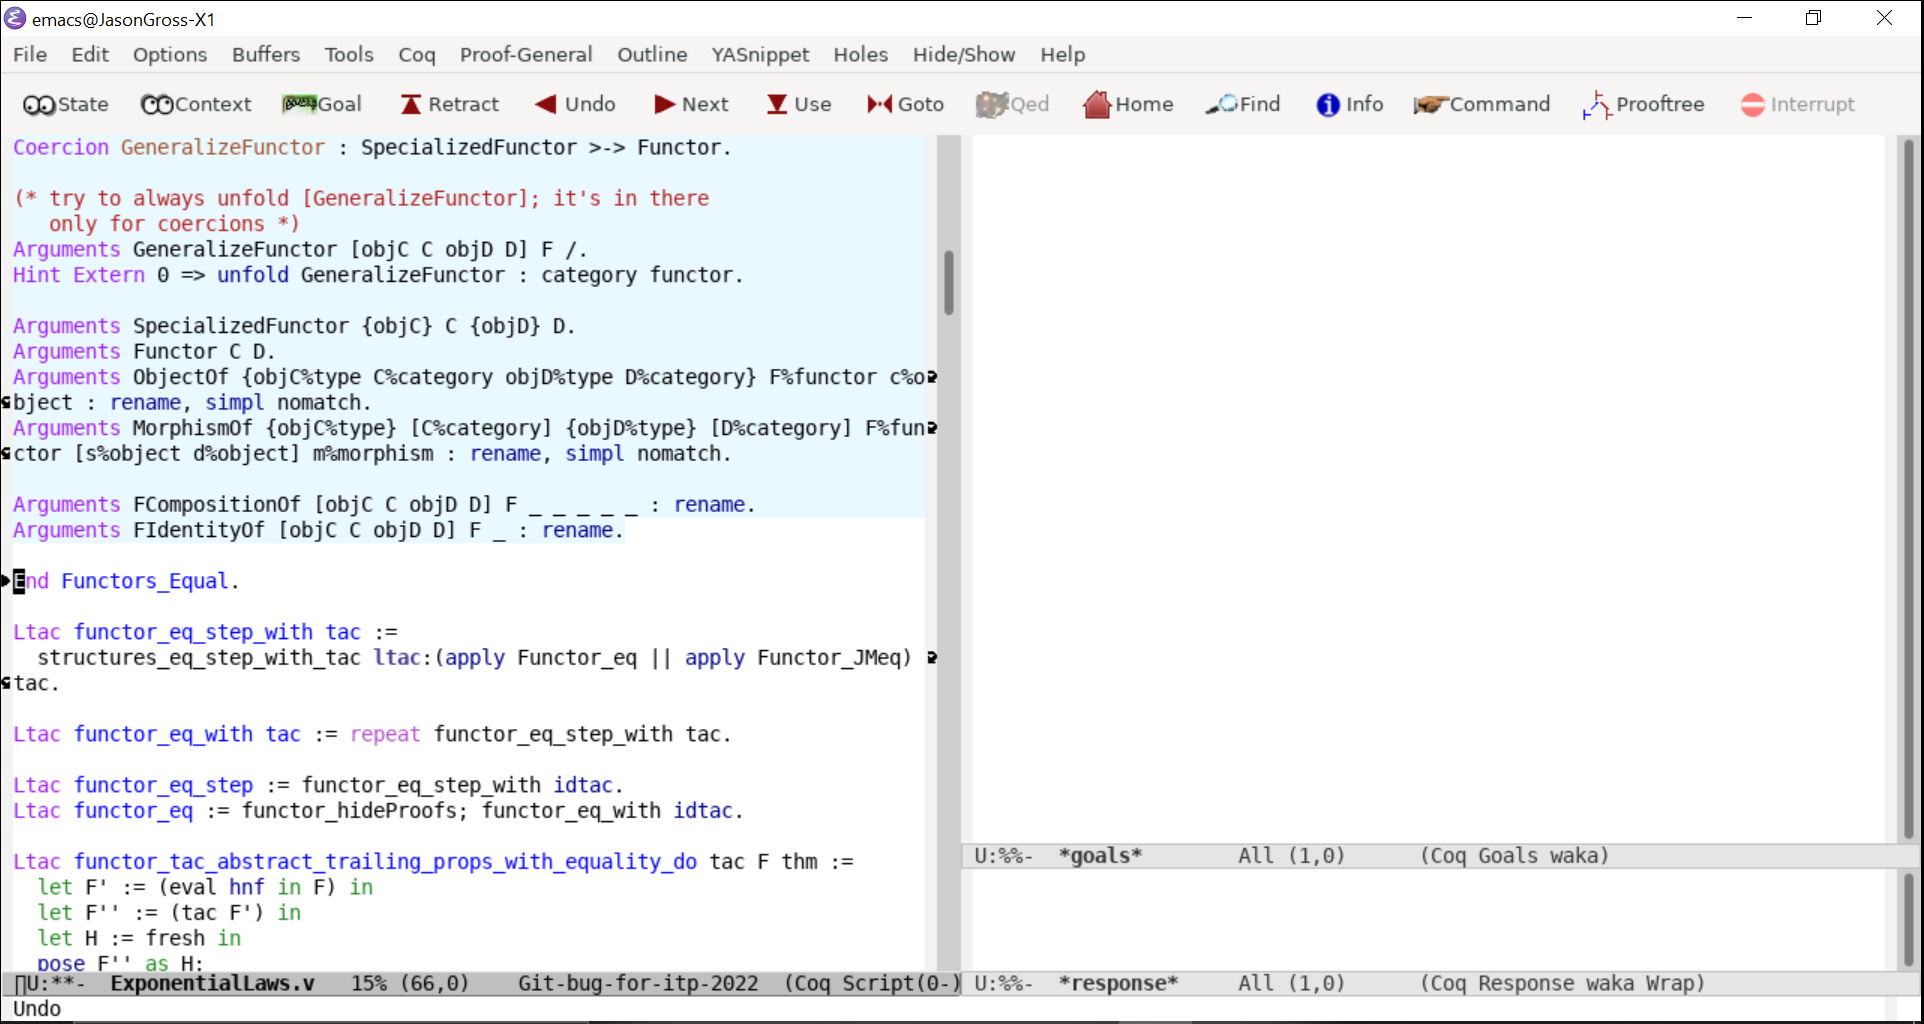 emacs@JasonGross-X1
File Edit Options Buffers Tools Coq Proof-General Outline YASnippet Holes Hide/Show Help
State Context Goal Retract Undo Next Use Goto Qed Home Find Info Command Prooftree Interrupt
Coercion GeneralizeFunctor : SpecializedFunctor >-> Functor.
(* try to always unfold [GeneralizeFunctor]; it's in there
only for coercions *)
Arguments GeneralizeFunctor [objC C objD D] F /.
Hint Extern 0 => unfold GeneralizeFunctor : category functor.
Arguments SpecializedFunctor {objC} C {objD} D.
Arguments Functor C D.
Arguments ObjectOf {objC%type C%category objD%type D%category} F%functor c%o
bject : rename, simpl nomatch.
Arguments MorphismOf {objC%type} [C%category] {objD%type} [D%category] F%fun
ctor [s%object d%object] m%morphism : rename, simpl nomatch.
Arguments FCompositionOf [objC C objD D] F _ _ _ _ _ : rename.
Arguments FIdentityOf [objC C objD D] F _ : rename.
End Functors_Equal.
Ltac functor_eq_step_with tac :=
structures_eq_step_with_tac ltac:(apply Functor_eq || apply Functor_JMeq)
tac.
Ltac functor_eq_with tac := repeat functor_eq_step_with tac.
Ltac functor_eq_step := functor_eq_step_with idtac.
Ltac functor_eq := functor_hideProofs; functor_eq_with idtac.
Ltac functor_tac_abstract_trailing_props_with_equality_do tac F thm :=
let F' := (eval hnf in F) in
let F'' := (tac F') in
let H := fresh in
pose F'' as H;
U:**- ExponentialLaws.v 15% (66,0) Git-bug-for-itp-2022 (Coq Script(0-)
Undo
U:%%- *goals* All (1,0) (Coq Goals waka)
U:%%- *response* All (1,0) (Coq Response waka Wrap)